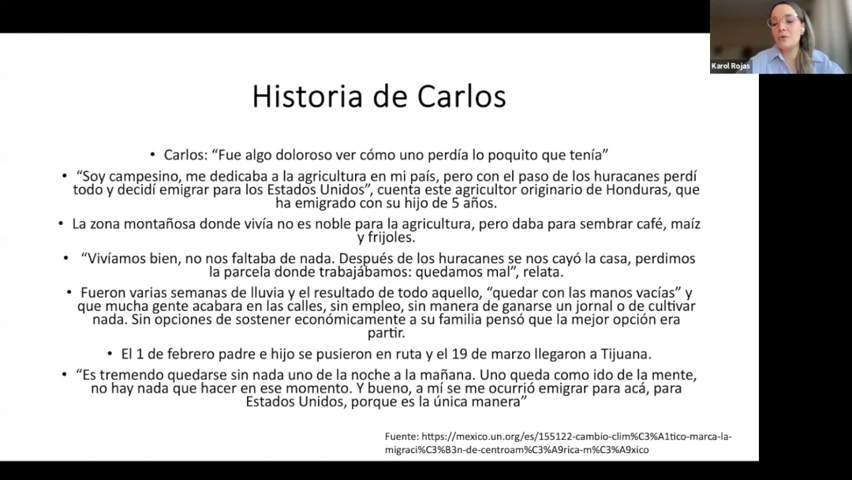 Karol Rojas
Historia de Carlos
• Carlos: “Fue algo doloroso ver cómo uno perdía lo poquito que tenía”
• “Soy campesino, me dedicaba a la agricultura en mi país, pero con el paso de los huracanes perdí
todo y decidí emigrar para los Estados Unidos”, cuenta este agricultor originario de Honduras, que
ha emigrado con su hijo de 5 años.
• La zona montañosa donde vivía no es noble para la agricultura, pero daba para sembrar café, maíz
y frijoles.
• “Vivíamos bien, no nos faltaba de nada. Después de los huracanes se nos cayó la casa, perdimos
la parcela donde trabajábamos: quedamos mal”, relata.
• Fueron varias semanas de lluvia y el resultado de todo aquello, “quedar con las manos vacías” y
que mucha gente acabara en las calles, sin empleo, sin manera de ganarse un jornal o de cultivar
nada. Sin opciones de sostener económicamente a su familia pensó que la mejor opción era
partir.
• El 1 de febrero padre e hijo se pusieron en ruta y el 19 de marzo llegaron a Tijuana.
• “Es tremendo quedarse sin nada uno de la noche a la mañana. Uno queda como ido de la mente,
no hay nada que hacer en ese momento. Y bueno, a mí se me ocurrió emigrar para acá, para
Estados Unidos, porque es la única manera”
Fuente: https://mexico.un.org/es/155122-cambio-clim%C3%A1tico-marca-la-
migraci%C3%B3n-de-centroam%C3%A9rica-m%C3%A9xico